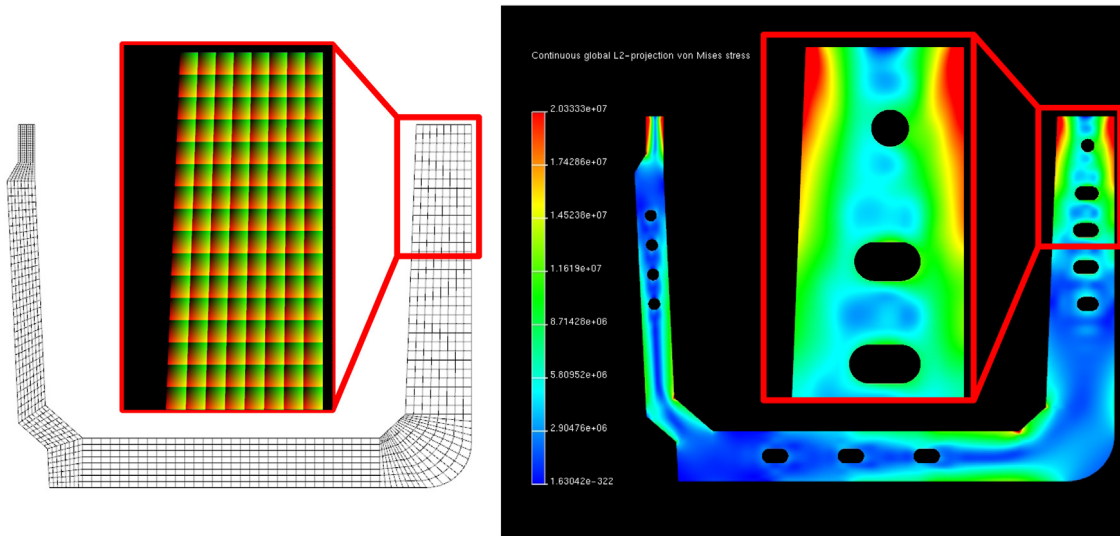 Continuous global L2-projection von Mises stress
2.03333e+07
1.74286e+07
1.45238e+07
1.1619e+07
8.71428e+06
5.80952e+06
2.90476e+06
1.63042e-322